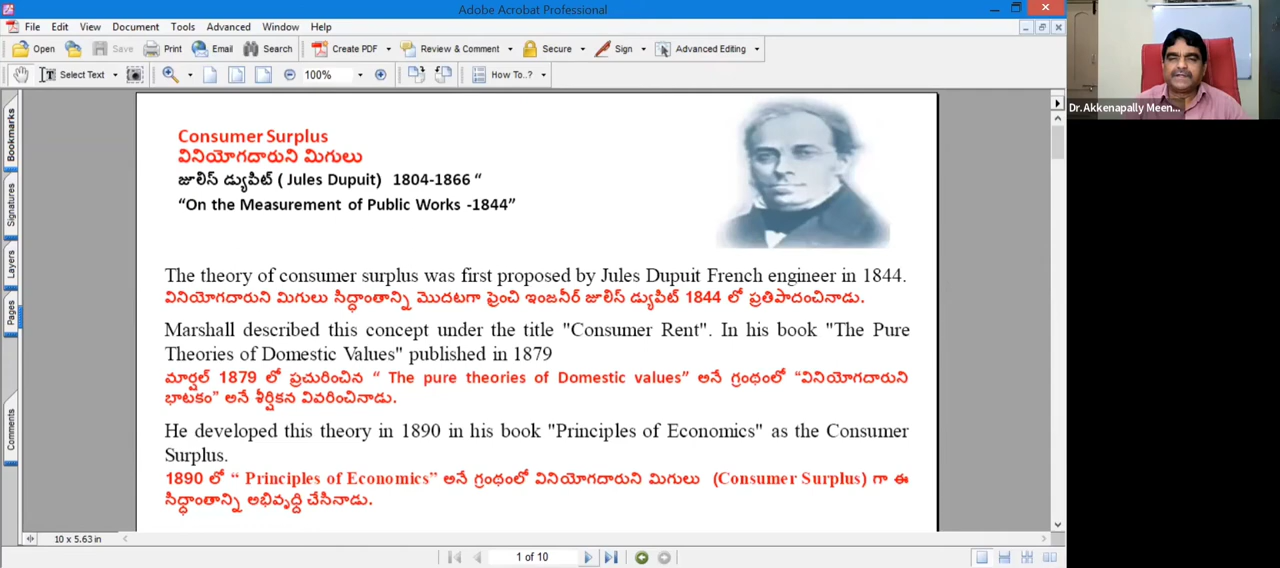 Adobe Acrobat Professional
File Edit View Document Tools Advanced Window Help
Open Save Print Email Search Create PDF Review & Comment Secure Sign Advanced Editing
Select Text 100% How To..?
Dr.Akkenapally Meen...
Bookmarks
Signatures
Layers
Pages
Comments
Consumer Surplus
వినియోగదారుని మిగులు
జూలిస్ డ్యుపిట్ ( Jules Dupuit) 1804-1866 “
“On the Measurement of Public Works -1844”
The theory of consumer surplus was first proposed by Jules Dupuit French engineer in 1844.
వినియోగదారుని మిగులు సిద్ధాంతాన్ని మొదటగా ఫ్రెంచి ఇంజనీర్ జూలిస్ డ్యుపిట్ 1844 లో ప్రతిపాదంచినాడు.
Marshall described this concept under the title "Consumer Rent". In his book "The Pure
Theories of Domestic Values" published in 1879
మార్షల్ 1879 లో ప్రచురించిన “ The pure theories of Domestic values” అనే గ్రంథంలో “వినియోగదారుని
భాటకం” అనే శీర్షికన వివరించినాడు.
He developed this theory in 1890 in his book "Principles of Economics" as the Consumer
Surplus.
1890 లో “ Principles of Economics” అనే గ్రంథంలో వినియోగదారుని మిగులు (Consumer Surplus) గా ఈ
సిద్ధాంతాన్ని అభివృద్ధి చేసినాడు.
10 x 5.63 in
1 of 10